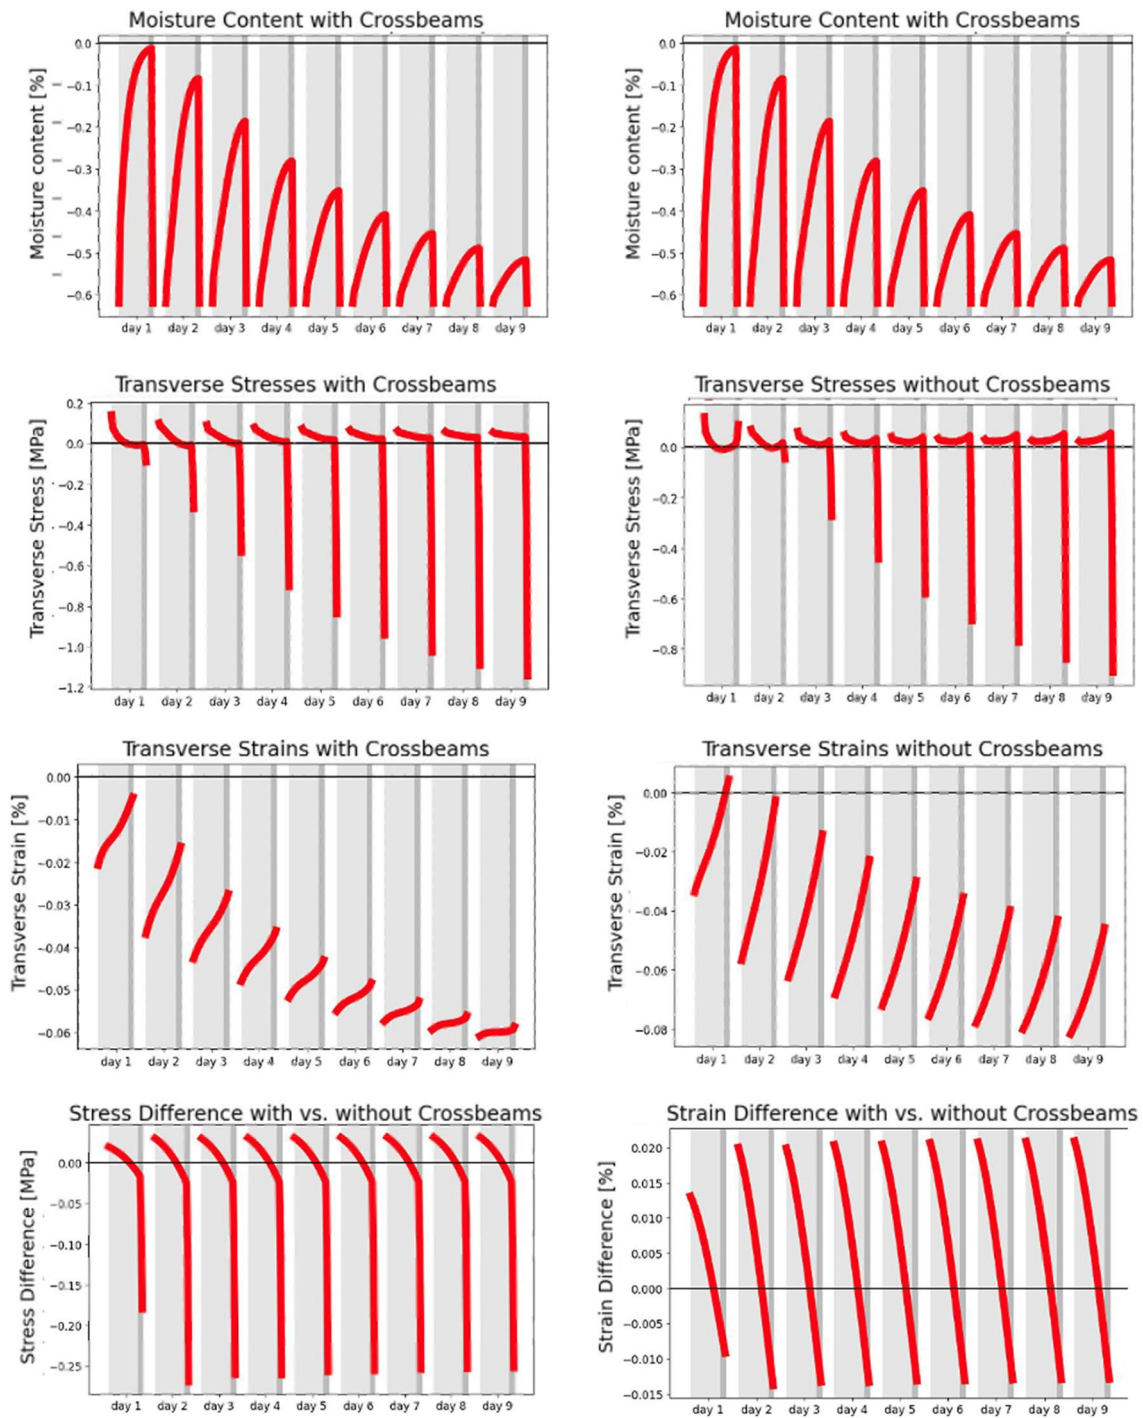 Moisture Content with Crossbeams
Moisture content [%]
0.0
−0.1
−0.2
−0.3
−0.4
−0.5
−0.6
day 1 day 2 day 3 day 4 day 5 day 6 day 7 day 8 day 9
Moisture Content with Crossbeams
Moisture content [%]
0.0
−0.1
−0.2
−0.3
−0.4
−0.5
−0.6
day 1 day 2 day 3 day 4 day 5 day 6 day 7 day 8 day 9
Transverse Stresses with Crossbeams
Transverse Stress [MPa]
0.2
0.0
−0.2
−0.4
−0.6
−0.8
−1.0
−1.2
day 1 day 2 day 3 day 4 day 5 day 6 day 7 day 8 day 9
Transverse Stresses without Crossbeams
Transverse Stress [MPa]
0.0
−0.2
−0.4
−0.6
−0.8
day 1 day 2 day 3 day 4 day 5 day 6 day 7 day 8 day 9
Transverse Strains with Crossbeams
Transverse Strain [%]
0.00
−0.01
−0.02
−0.03
−0.04
−0.05
−0.06
day 1 day 2 day 3 day 4 day 5 day 6 day 7 day 8 day 9
Transverse Strains without Crossbeams
Transverse Strain [%]
0.00
−0.02
−0.04
−0.06
−0.08
day 1 day 2 day 3 day 4 day 5 day 6 day 7 day 8 day 9
Stress Difference with vs. without Crossbeams
Stress Difference [MPa]
0.00
−0.05
−0.10
−0.15
−0.20
−0.25
day 1 day 2 day 3 day 4 day 5 day 6 day 7 day 8 day 9
Strain Difference with vs. without Crossbeams
Strain Difference [%]
0.020
0.015
0.010
0.005
0.000
−0.005
−0.010
−0.015
day 1 day 2 day 3 day 4 day 5 day 6 day 7 day 8 day 9